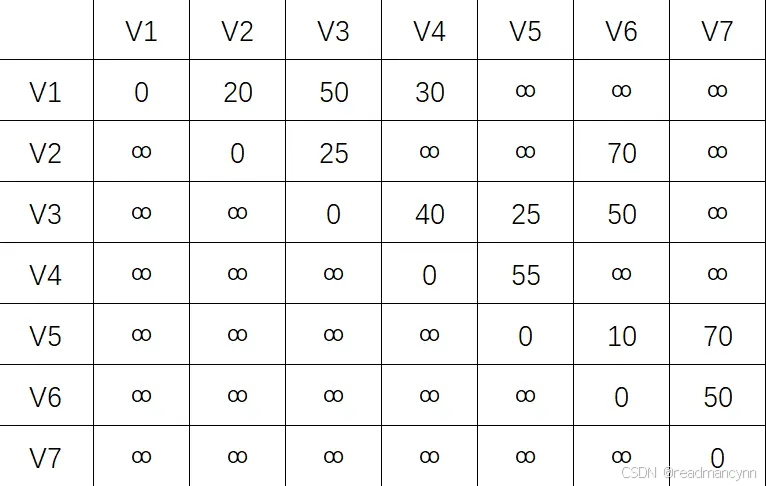 V1 V2 V3 V4 V5 V6 V7
V1 0 20 50 30 ∞ ∞ ∞
V2 ∞ 0 25 ∞ ∞ 70 ∞
V3 ∞ ∞ 0 40 25 50 ∞
V4 ∞ ∞ ∞ 0 55 ∞ ∞
V5 ∞ ∞ ∞ ∞ 0 10 70
V6 ∞ ∞ ∞ ∞ ∞ 0 50
V7 ∞ ∞ ∞ ∞ ∞ ∞ 0
CSDN @readmancynn